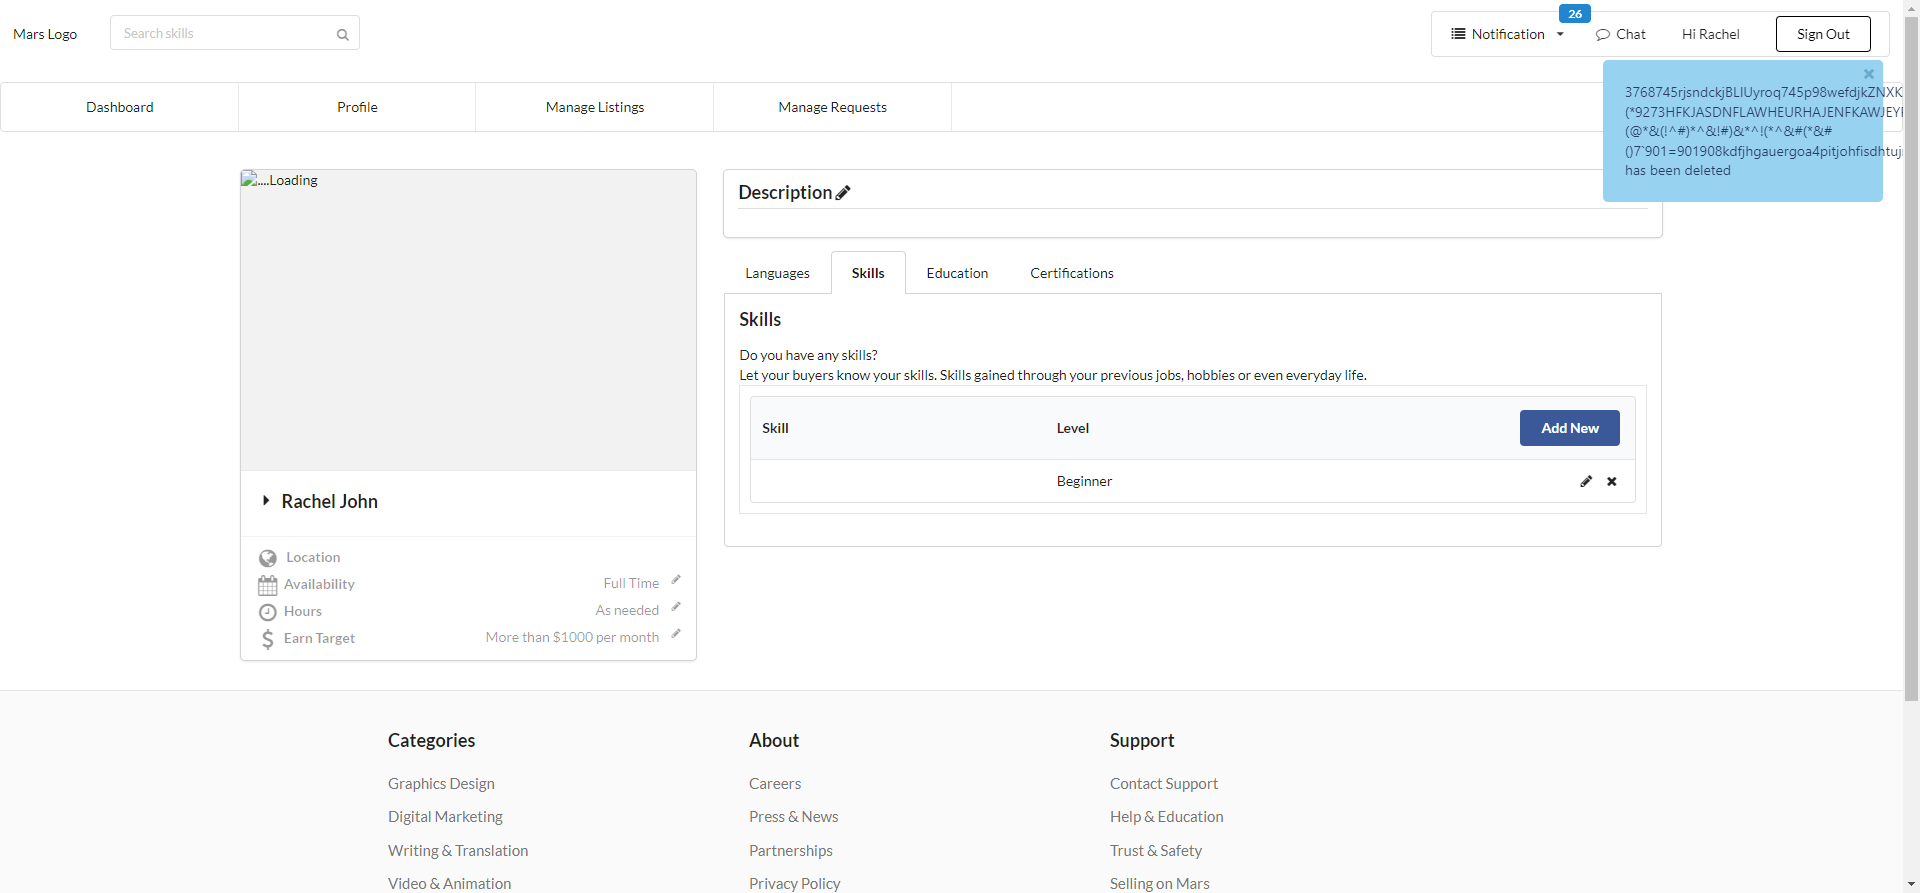 Mars Logo
Search skills
26
Notification
Chat
Hi Rachel
Sign Out
Dashboard
Profile
Manage Listings
Manage Requests
3768745rjsndckjBLIUyroq745p98wefdjkZNXK
(*9273HFKJASDNFLAWHEURHAJENFKAWJEY
(@*&(!^#)*^&!#)&*^!(*^&#(*&#
()7`901=901908kdfjhgauergoa4pitjohfisdhtuj
has been deleted
....Loading
Description
Languages
Skills
Education
Certifications
Skills
Do you have any skills?
Let your buyers know your skills. Skills gained through your previous jobs, hobbies or even everyday life.
Skill
Level
Add New
Beginner
Rachel John
Location
Availability
Full Time
Hours
As needed
Earn Target
More than $1000 per month
Categories
About
Support
Graphics Design
Careers
Contact Support
Digital Marketing
Press & News
Help & Education
Writing & Translation
Partnerships
Trust & Safety
Video & Animation
Privacy Policy
Selling on Mars